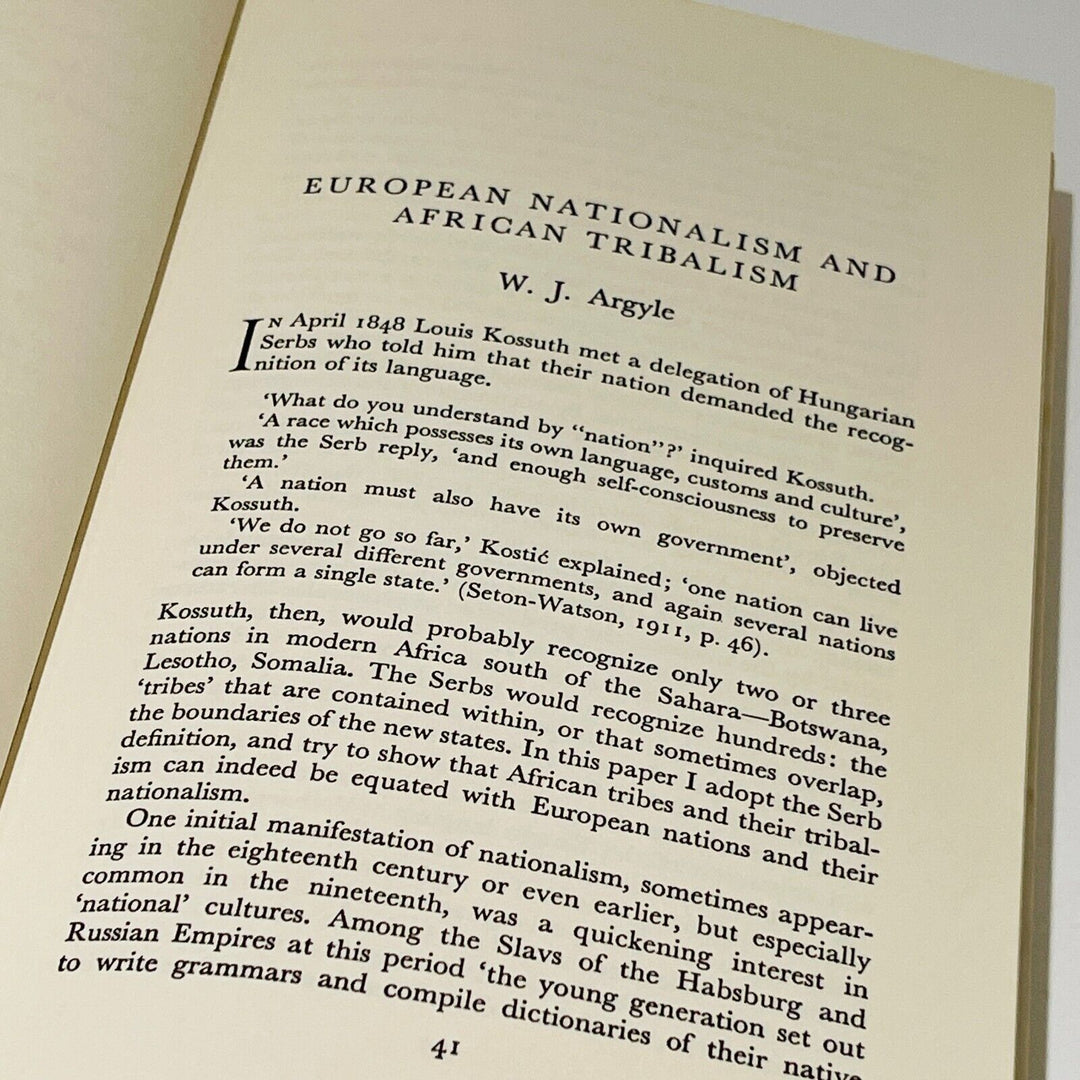 EUROPEAN NATIONALISM AND
AFRICAN TRIBALISM
W. J. Argyle
IN April 1848 Louis Kossuth met a delegation of Hungarian
Serbs who told him that their nation demanded the recog-
nition of its language.
‘What do you understand by “nation”?’ inquired Kossuth.
‘A race which possesses its own language, customs and culture’,
was the Serb reply, ‘and enough self-consciousness to preserve
them.’
‘A nation must also have its own government’, objected
Kossuth.
‘We do not go so far,’ Kostić explained; ‘one nation can live
under several different governments, and again several nations
can form a single state.’ (Seton-Watson, 1911, p. 46).
Kossuth, then, would probably recognize only two or three
nations in modern Africa south of the Sahara—Botswana,
Lesotho, Somalia. The Serbs would recognize hundreds: the
‘tribes’ that are contained within, or that sometimes overlap,
the boundaries of the new states. In this paper I adopt the Serb
definition, and try to show that African tribes and their tribal-
ism can indeed be equated with European nations and their
nationalism.
One initial manifestation of nationalism, sometimes appear-
ing in the eighteenth century or even earlier, but especially
common in the nineteenth, was a quickening interest in
‘national’ cultures. Among the Slavs of the Habsburg and
Russian Empires at this period ‘the young generation set out
to write grammars and compile dictionaries of their native
41